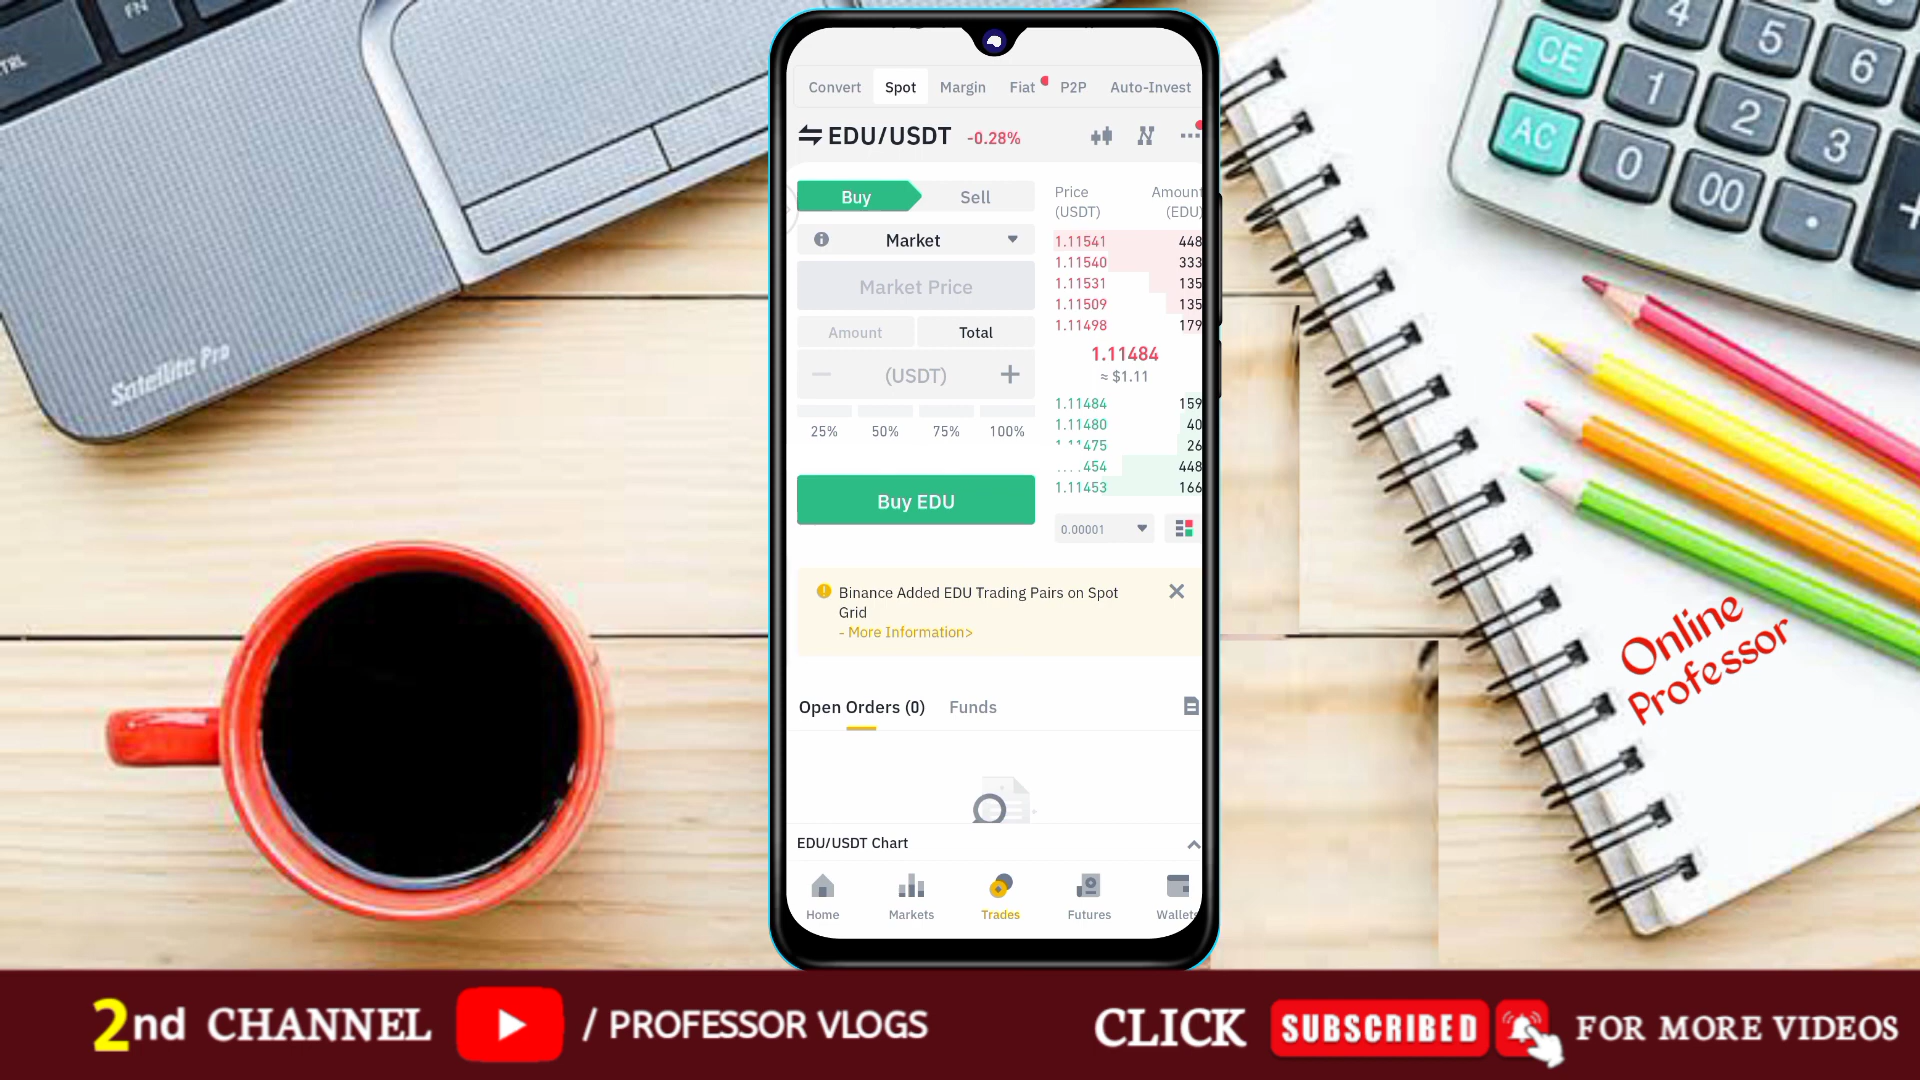 FN
CTRL
Satellite Pro
CE
AC
4
5
6
1
2
3
0
00
.
+
Convert Spot Margin Fiat P2P Auto-Invest
EDU/USDT -0.28%
Buy Sell
Market
Market Price
Amount Total
(USDT)
25% 50% 75% 100%
Buy EDU
Price Amount
(USDT) (EDU)
1.11541 448
1.11540 333
1.11531 135
1.11509 135
1.11498 179
1.11484
≈ $1.11
1.11484 159
1.11480 40
475 26
454 448
1.11453 166
0.00001
Binance Added EDU Trading Pairs on Spot
Grid
- More Information>
Open Orders (0) Funds
EDU/USDT Chart
Home Markets Trades Futures Wallets
Online
Professor
2nd CHANNEL / PROFESSOR VLOGS CLICK SUBSCRIBED FOR MORE VIDEOS